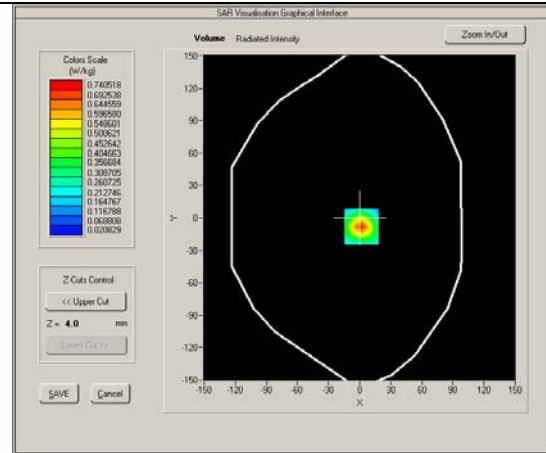 SAR Visualisation Graphical Interface
Volume Radiated Intensity
Zoom In/Out
Colors Scale
(W/kg)
0.740518
0.692538
0.644559
0.596580
0.548601
0.500621
0.452642
0.404663
0.356684
0.308705
0.260725
0.212746
0.164767
0.116788
0.068808
0.020829
Z-Cuts Control
<< Upper Cut
Z = 4.0 mm
Lower Cut >>
SAVE
Cancel
150
120
90
60
30
0
-30
-60
-90
-120
-150
Y
-150 -120 -90 -60 -30 0 30 60 90 120 150
X